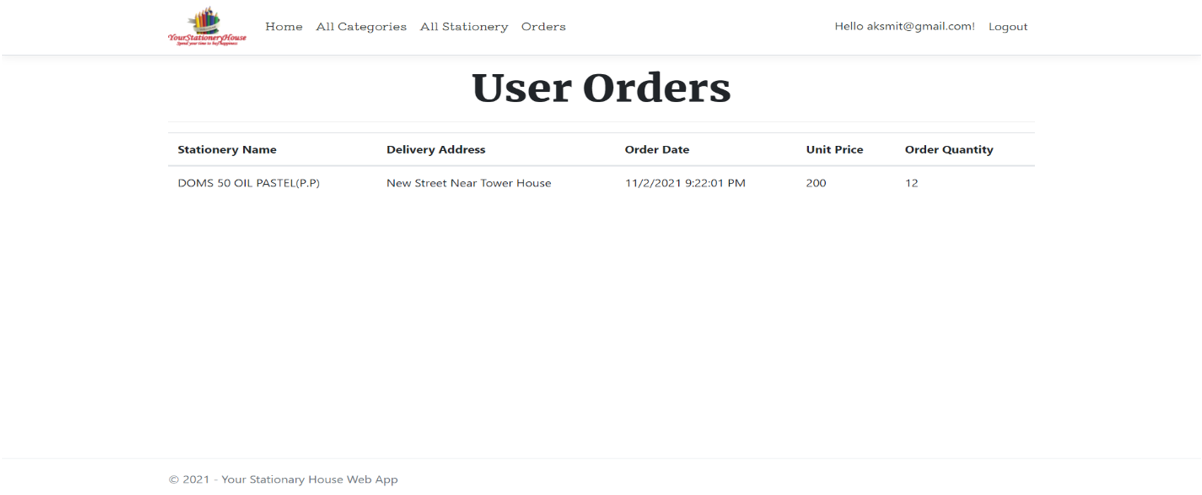 YourStationeryHouse
Home All Categories All Stationery Orders Hello aksmit@gmail.com! Logout
User Orders
Stationery Name Delivery Address Order Date Unit Price Order Quantity
DOMS 50 OIL PASTEL(P.P) New Street Near Tower House 11/2/2021 9:22:01 PM 200 12
© 2021 - Your Stationary House Web App